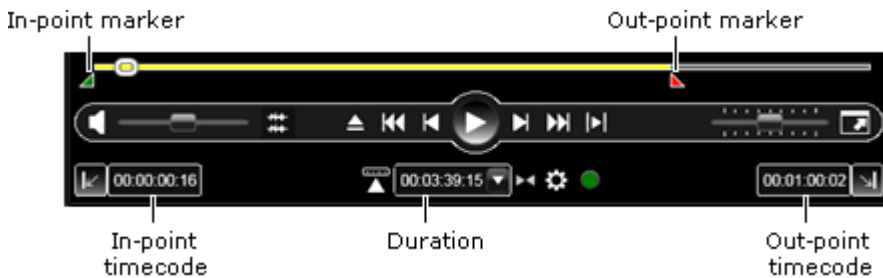 In-point marker
Out-point marker
00:00:00:16
00:03:39:15
00:01:00:02
In-point
timecode
Duration
Out-point
timecode